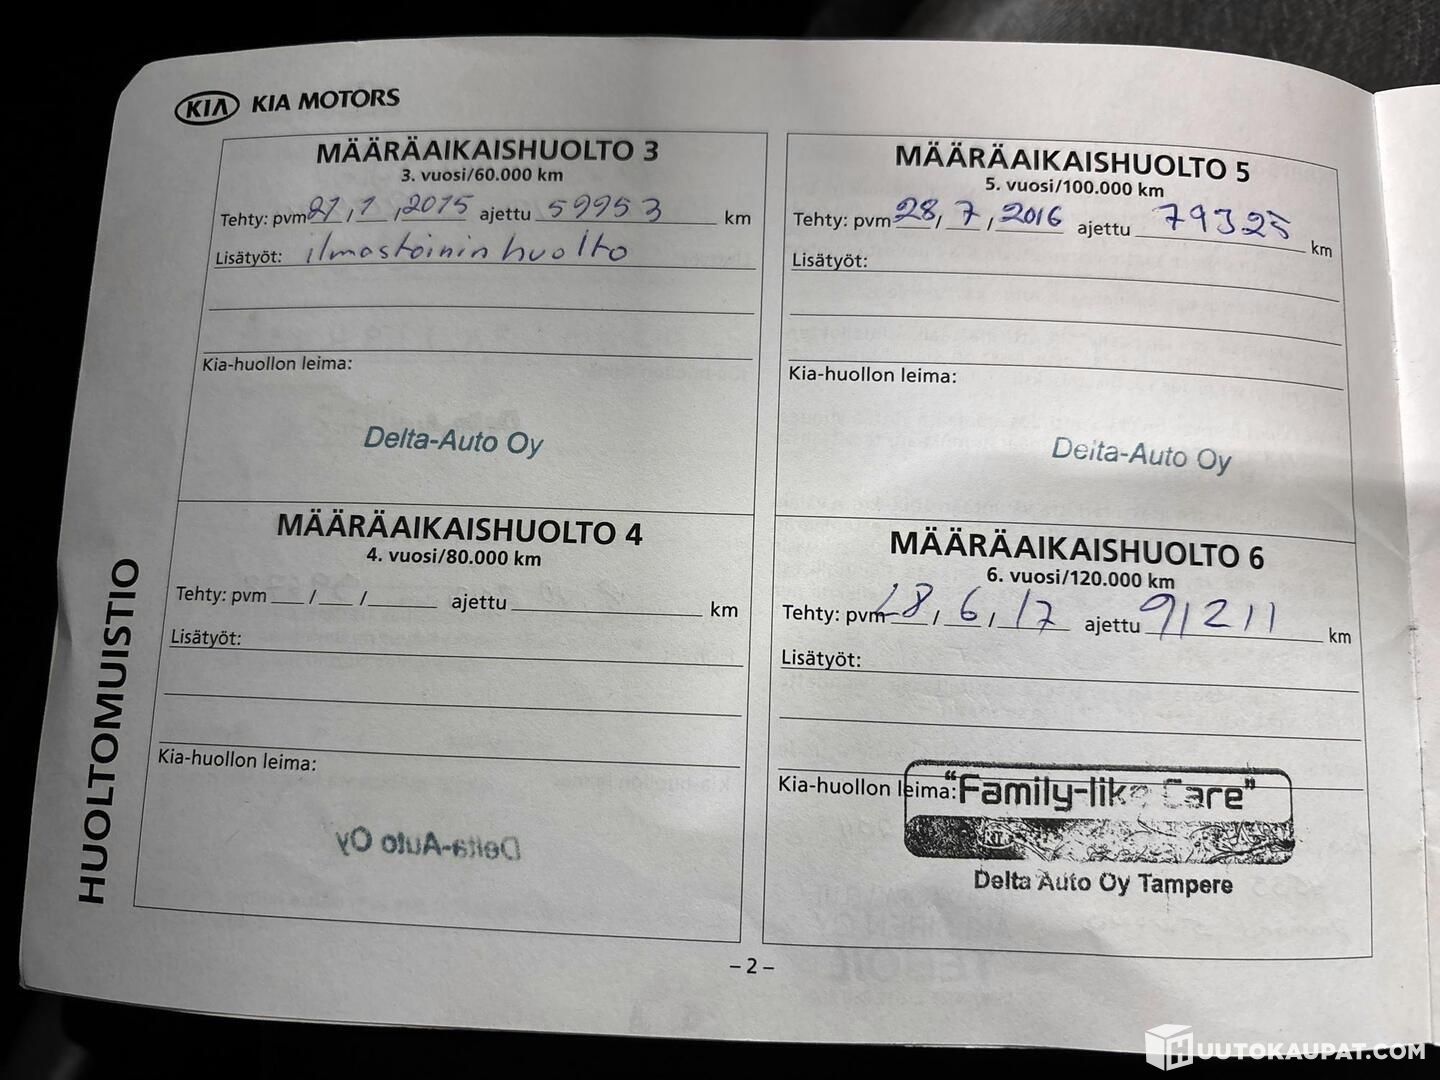 KIA KIA MOTORS
MÄÄRÄAIKAISHUOLTO 3
3. vuosi/60.000 km
Tehty: pvm 21/1/2015 ajettu 59953 km
Lisätyöt: ilmastoinin huolto
Kia-huollon leima:
Delta-Auto Oy
MÄÄRÄAIKAISHUOLTO 4
4. vuosi/80.000 km
Tehty: pvm / / ajettu km
Lisätyöt:
Kia-huollon leima:
Delta-Auto Oy
MÄÄRÄAIKAISHUOLTO 5
5. vuosi/100.000 km
Tehty: pvm 28/7/2016 ajettu 79325 km
Lisätyöt:
Kia-huollon leima:
Delta-Auto Oy
MÄÄRÄAIKAISHUOLTO 6
6. vuosi/120.000 km
Tehty: pvm 28/6/17 ajettu 91211 km
Lisätyöt:
Kia-huollon leima:
"Family-like Care"
KIA
Delta Auto Oy Tampere
HUOLTOMUISTIO
– 2 –
HUUTOKAUPAT.COM